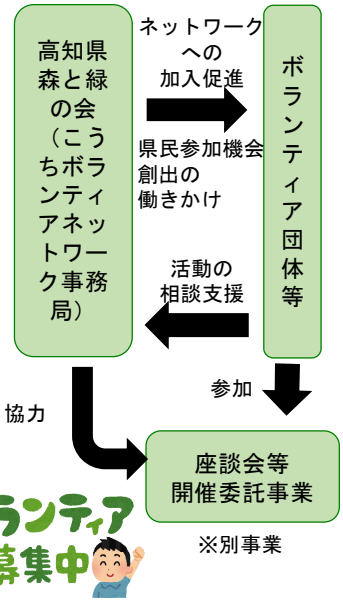 高知県
森と緑
の会
（こう
ちボラ
ンティ
アネッ
トワー
ク事務
局）
ネットワーク
への
加入促進
県民参加機会
創出の
働きかけ
活動の
相談支援
ボランティア団体等
参加
協力
座談会等
開催委託事業
※別事業
ランティア
募集中